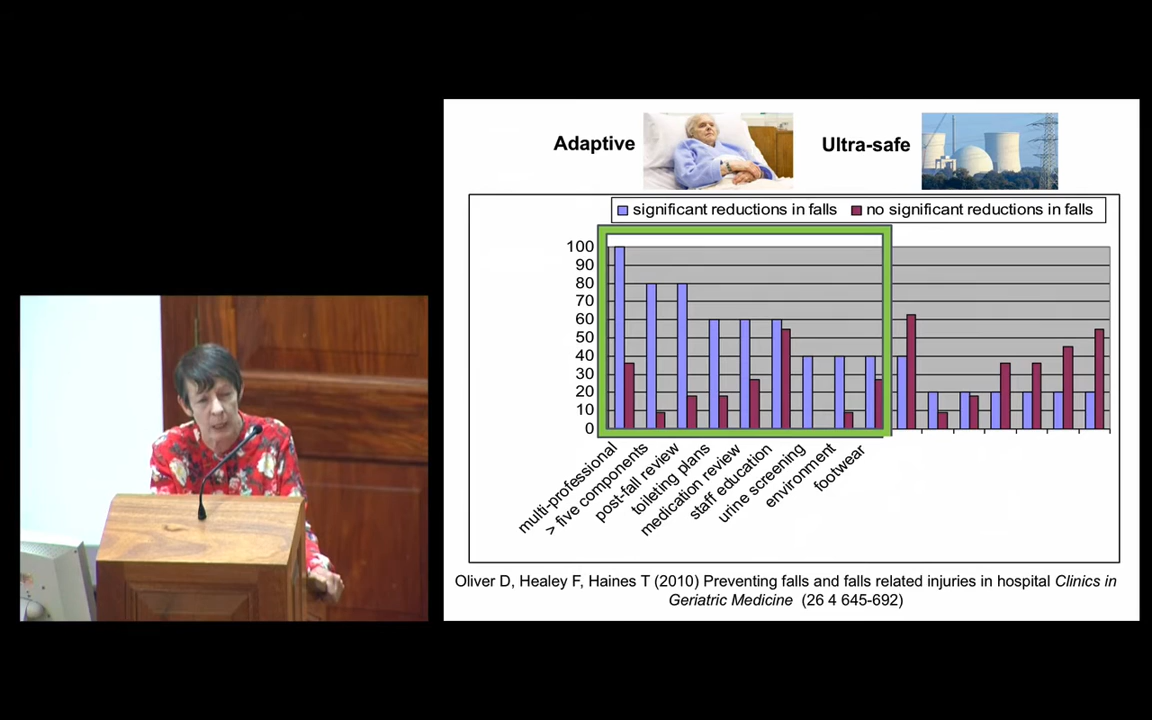 Adaptive
Ultra-safe
significant reductions in falls
no significant reductions in falls
100
90
80
70
60
50
40
30
20
10
0
multi-professional
> five components
post-fall review
toileting plans
medication review
staff education
urine screening
environment
footwear
Oliver D, Healey F, Haines T (2010) Preventing falls and falls related injuries in hospital Clinics in
Geriatric Medicine (26 4 645-692)